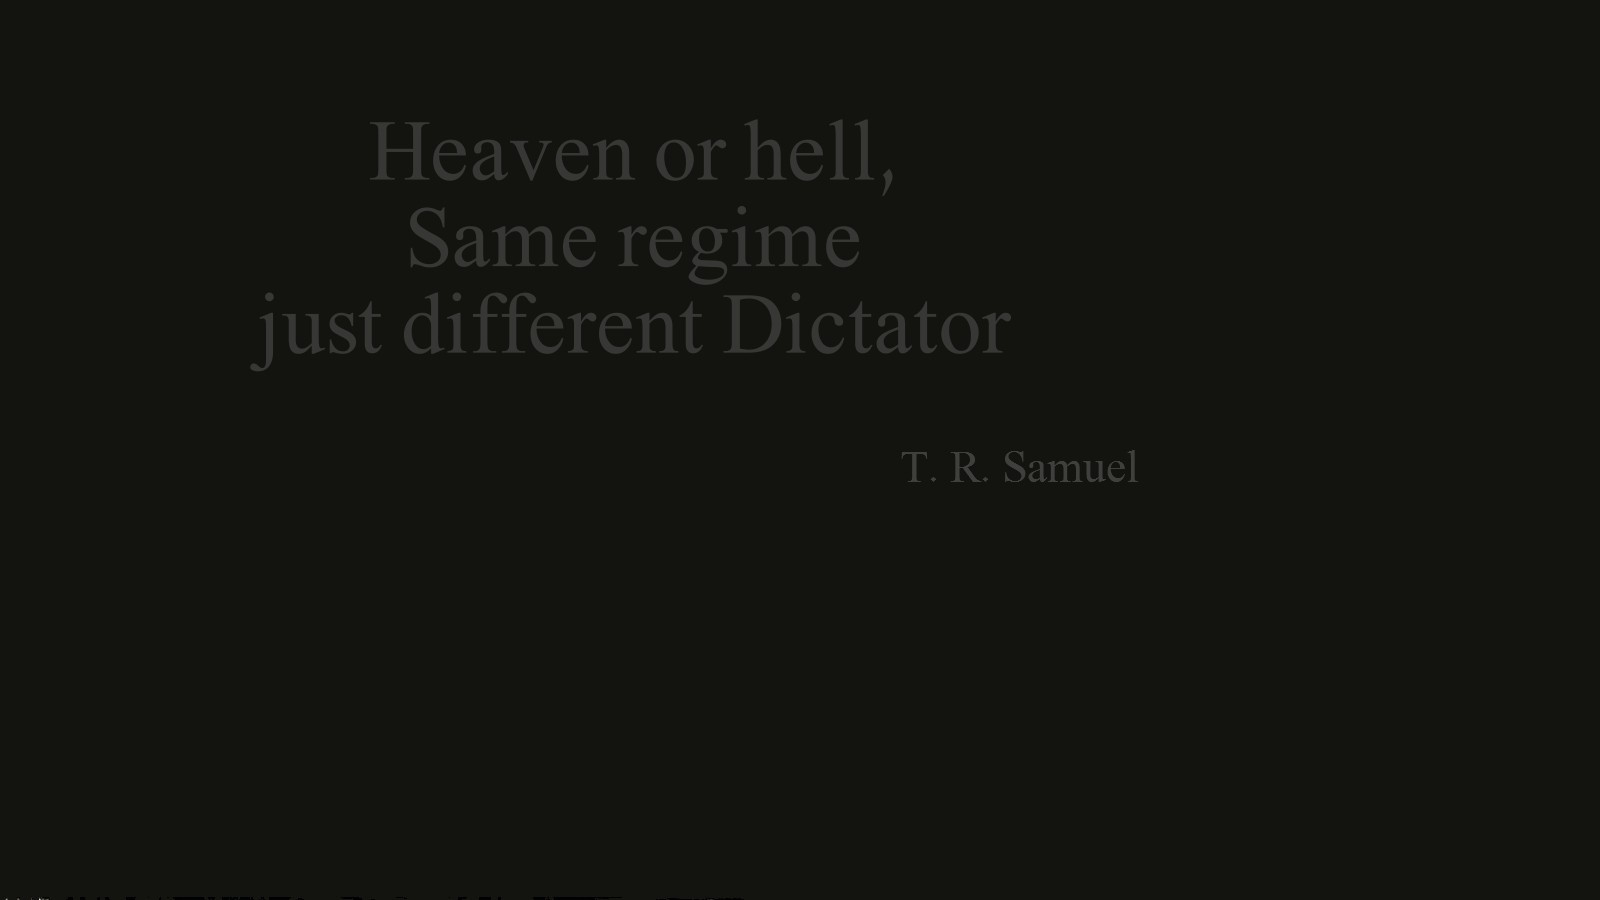 Heaven or hell,
Same regime
just different Dictator
T. R. Samuel